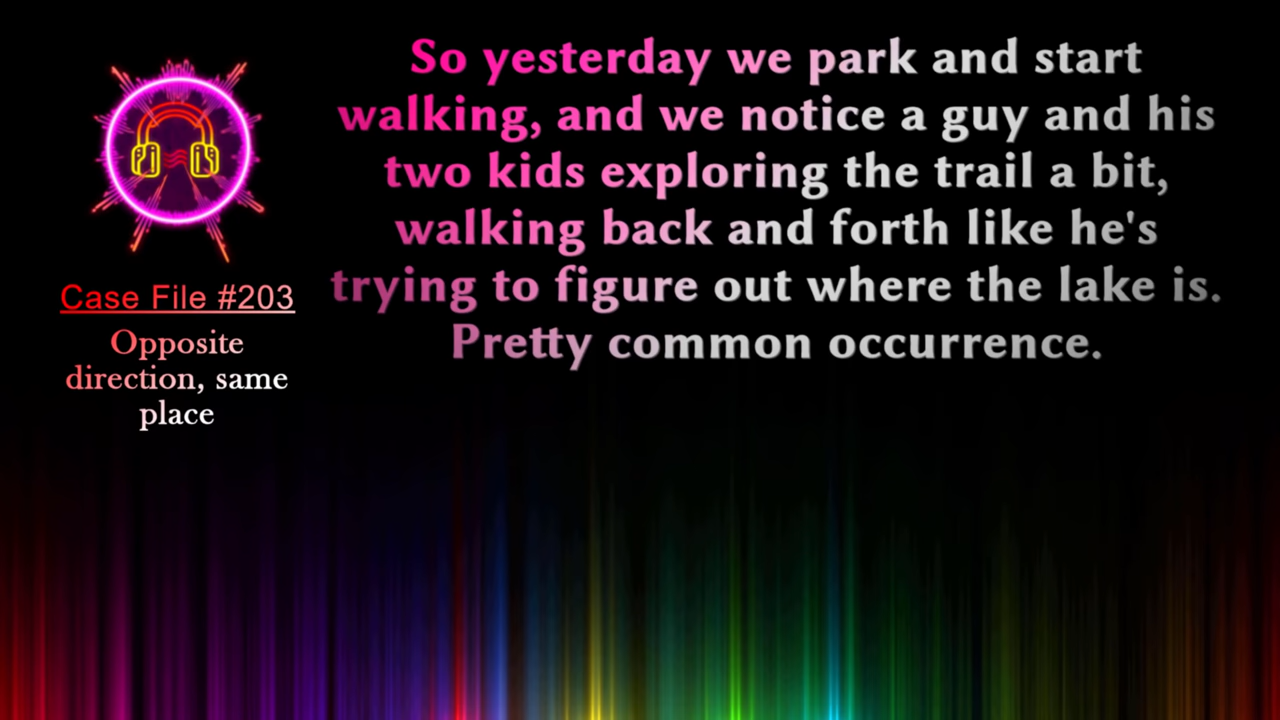 So yesterday we park and start
walking, and we notice a guy and his
two kids exploring the trail a bit,
walking back and forth like he's
trying to figure out where the lake is.
Pretty common occurrence.
Case File #203
Opposite
direction, same
place